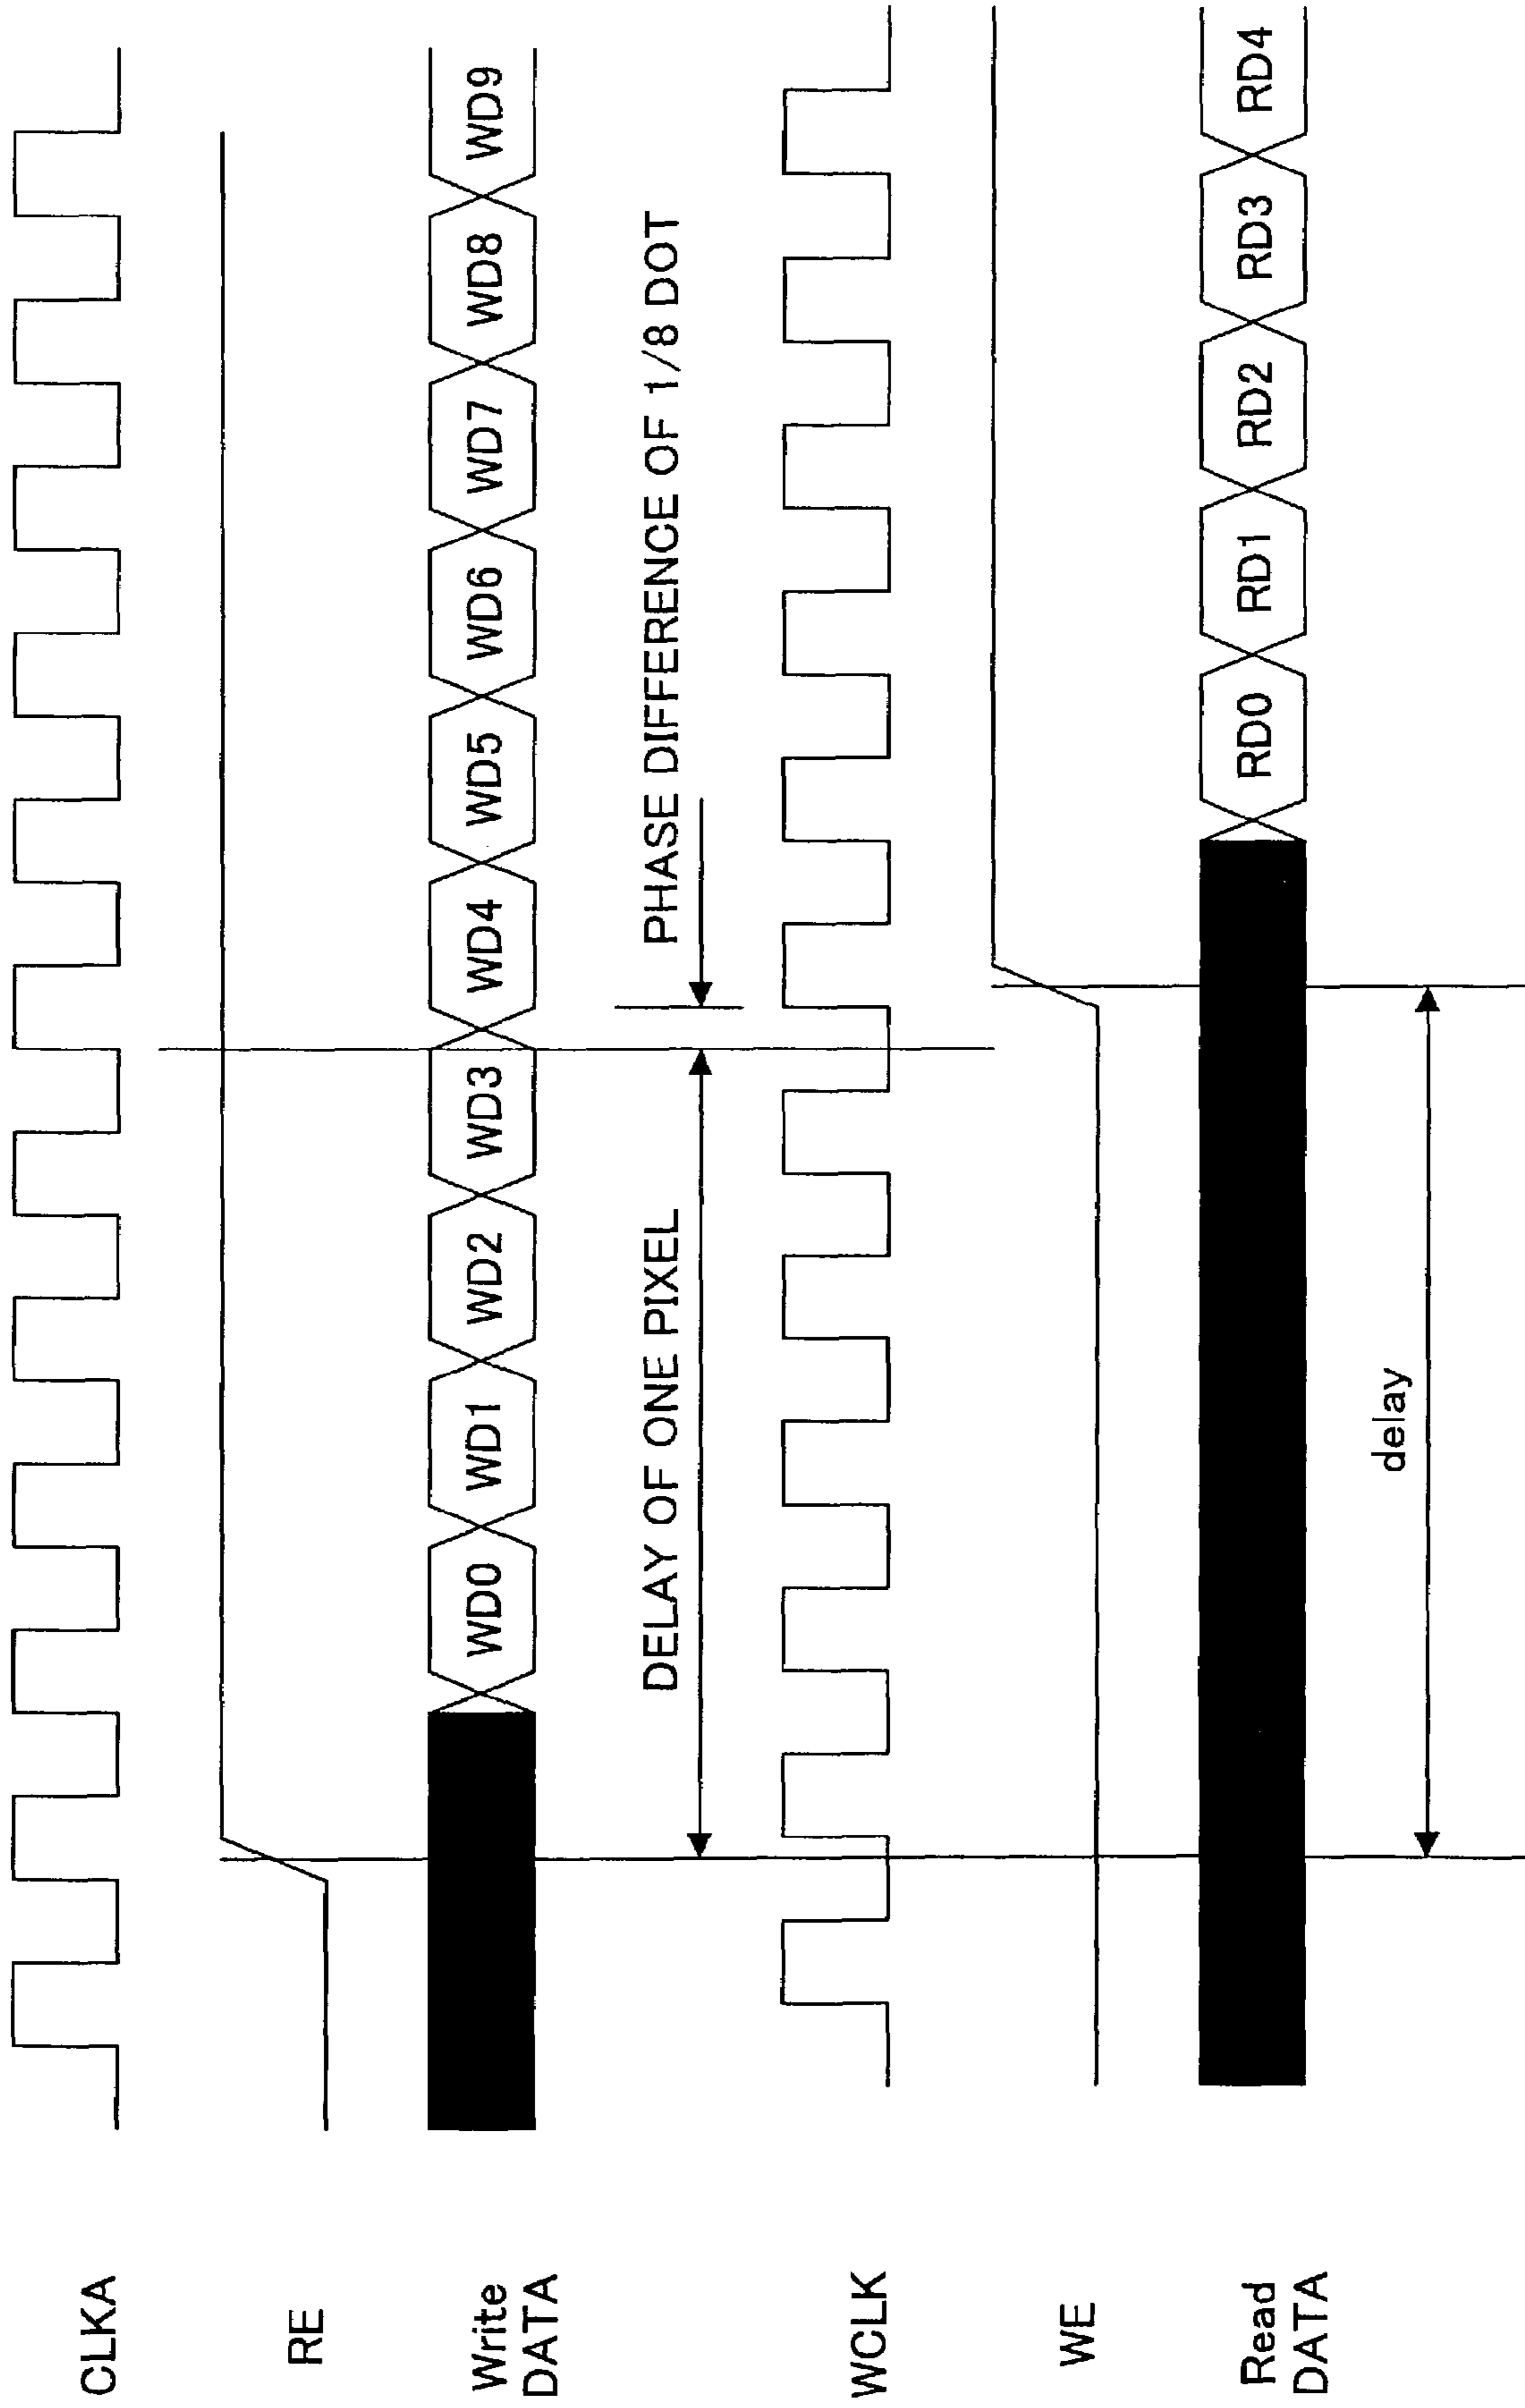 CLKA
RE
Write
DATA
WD0 WD1 WD2 WD3 WD4 WD5 WD6 WD7 WD8 WD9
DELAY OF ONE PIXEL PHASE DIFFERENCE OF 1/8 DOT
WCLK
WE
Read
DATA
RD0 RD1 RD2 RD3 RD4
delay